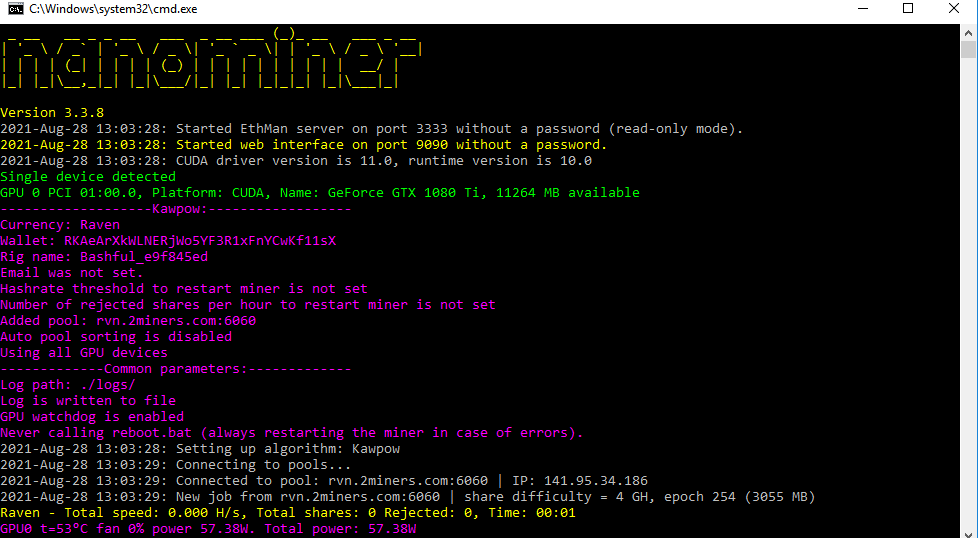 C:\Windows\system32\cmd.exe
nanominer
Version 3.3.8
2021-Aug-28 13:03:28: Started EthMan server on port 3333 without a password (read-only mode).
2021-Aug-28 13:03:28: Started web interface on port 9090 without a password.
2021-Aug-28 13:03:28: CUDA driver version is 11.0, runtime version is 10.0
Single device detected
GPU 0 PCI 01:00.0, Platform: CUDA, Name: GeForce GTX 1080 Ti, 11264 MB available
-------------------Kawpow:------------------
Currency: Raven
Wallet: RKAeArXkWLNERjWo5YF3R1xFnYCwKf11sX
Rig name: Bashful_e9f845ed
Email was not set.
Hashrate threshold to restart miner is not set
Number of rejected shares per hour to restart miner is not set
Added pool: rvn.2miners.com:6060
Auto pool sorting is disabled
Using all GPU devices
-------------Common parameters:-------------
Log path: ./logs/
Log is written to file
GPU watchdog is enabled
Never calling reboot.bat (always restarting the miner in case of errors).
2021-Aug-28 13:03:28: Setting up algorithm: Kawpow
2021-Aug-28 13:03:29: Connecting to pools...
2021-Aug-28 13:03:29: Connected to pool: rvn.2miners.com:6060 | IP: 141.95.34.186
2021-Aug-28 13:03:29: New job from rvn.2miners.com:6060 | share difficulty = 4 GH, epoch 254 (3055 MB)
Raven - Total speed: 0.000 H/s, Total shares: 0 Rejected: 0, Time: 00:01
GPU0 t=53°C fan 0% power 57.38W. Total power: 57.38W